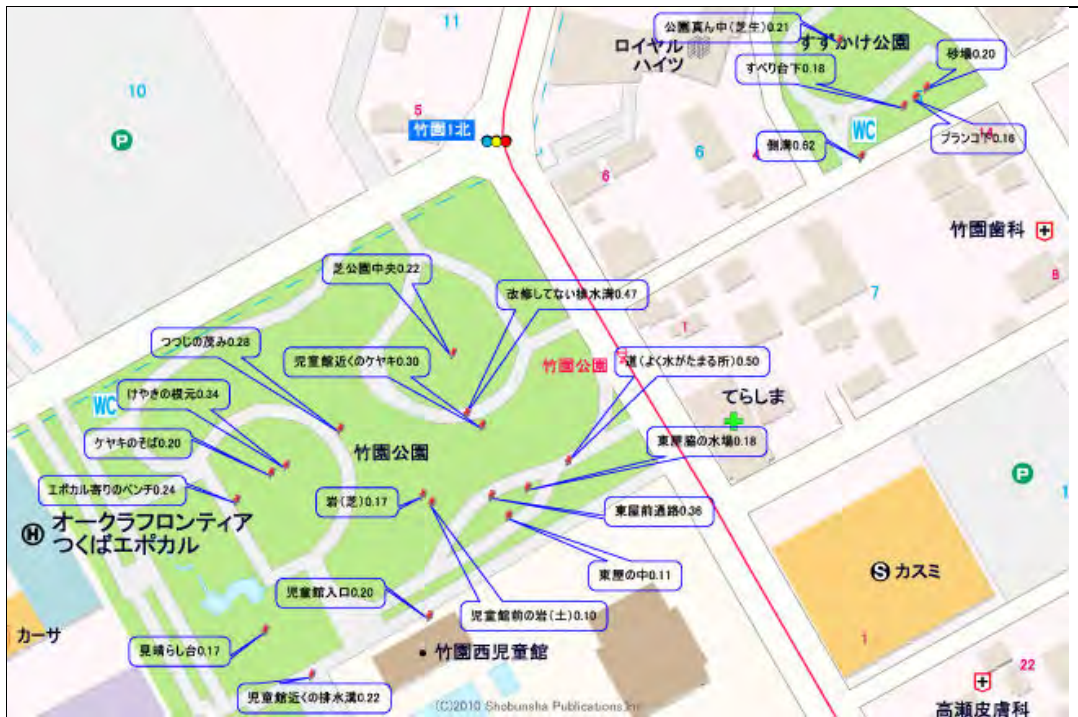 11
公園真ん中(芝生)0.21
ロイヤル
ハイツ
すずかけ公園
砂場0.20
すべり台下0.18
10
5
P
竹園1北
WC
ブランコ下0.16
14
側溝0.62
6
4
6
竹園歯科
8
芝公園中央0.22
改修してない排水溝0.47
7
つつじの茂み0.28
児童館近くのケヤキ0.30
1
竹園公園
道(よく水がたまる所)0.50
けやきの根元0.34
WC
てらしま
ケヤキのそば0.20
竹園公園
東屋脇の水場0.18
P
1
エポカル寄りのベンチ0.24
岩(芝)0.17
東屋前通路0.36
H
オークラフロンティア
つくばエポカル
東屋の中0.11
S カスミ
児童館入口0.20
児童館前の岩(土)0.10
カーサ
見晴らし台0.17
竹園西児童館
1
22
児童館近くの排水溝0.22
(C)2010 Shobunsha Publications,Inc
高瀬皮膚科